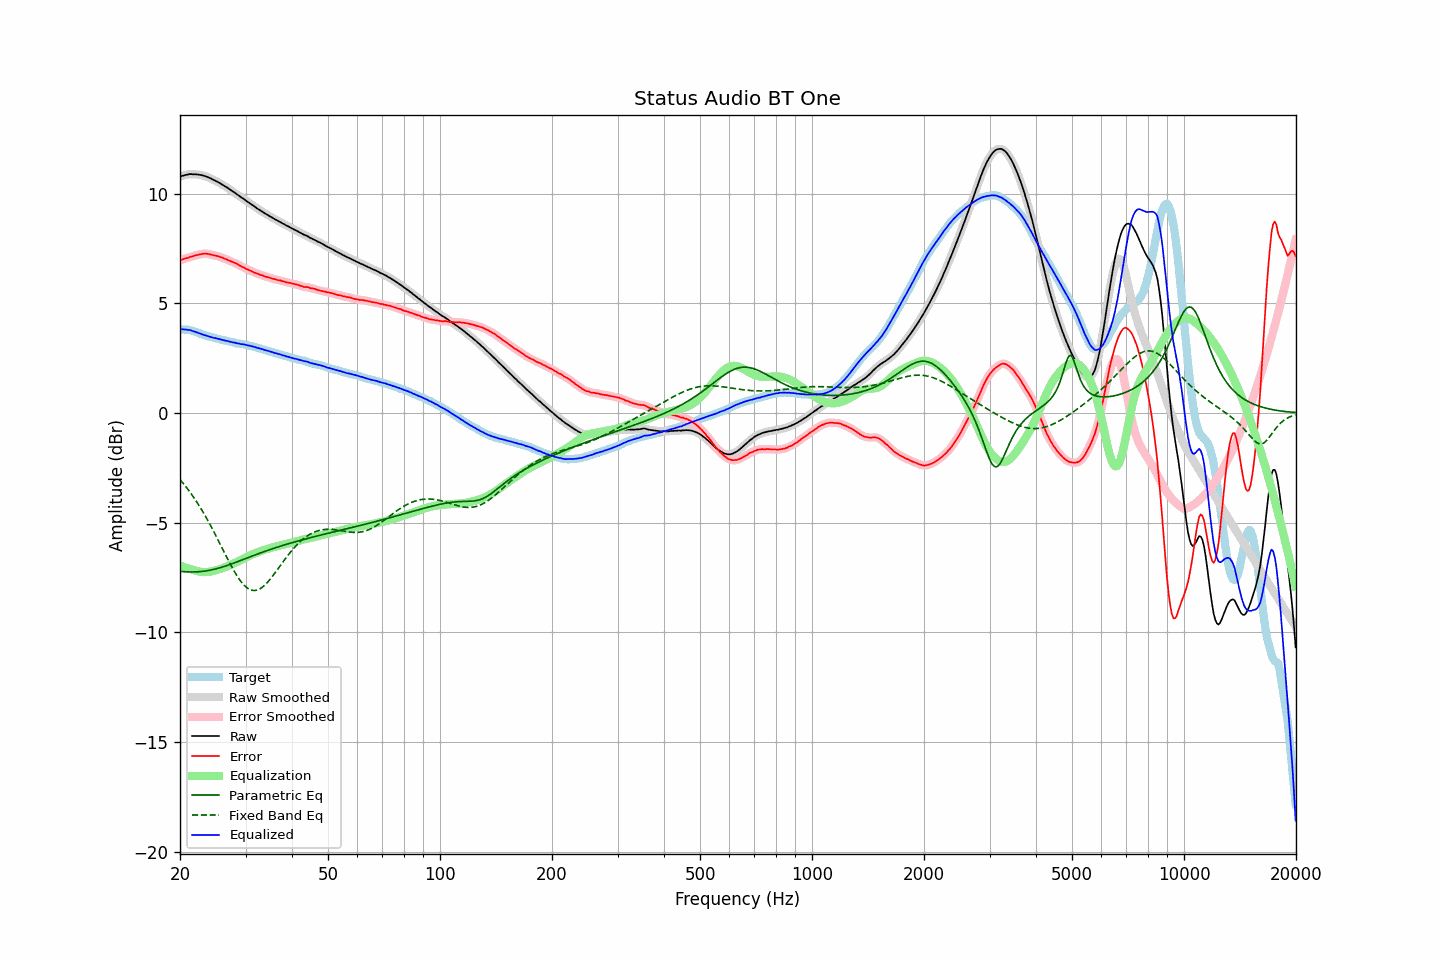 Status Audio BT One
Amplitude (dBr)
10
5
0
−5
−10
−15
−20
Target
Raw Smoothed
Error Smoothed
Raw
Error
Equalization
Parametric Eq
Fixed Band Eq
Equalized
20 50 100 200 500 1000 2000 5000 10000 20000
Frequency (Hz)